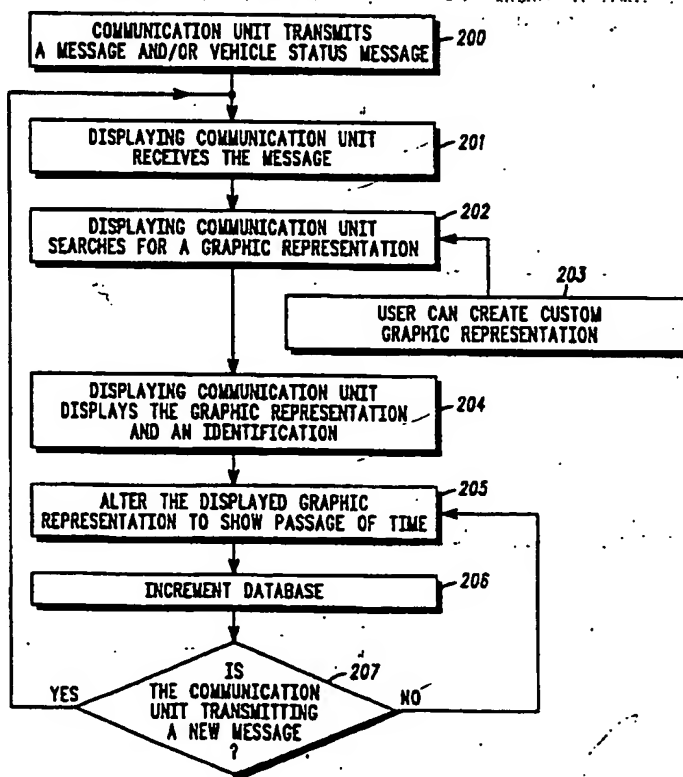 COMMUNICATION UNIT TRANSMITS
A MESSAGE AND/OR VEHICLE STATUS MESSAGE
200
DISPLAYING COMMUNICATION UNIT
RECEIVES THE MESSAGE
201
DISPLAYING COMMUNICATION UNIT
SEARCHES FOR A GRAPHIC REPRESENTATION
202
203
USER CAN CREATE CUSTOM
GRAPHIC REPRESENTATION
DISPLAYING COMMUNICATION UNIT
DISPLAYS THE GRAPHIC REPRESENTATION
AND AN IDENTIFICATION
204
ALTER THE DISPLAYED GRAPHIC
REPRESENTATION TO SHOW PASSAGE OF TIME
205
INCREMENT DATABASE
206
207
IS
THE COMMUNICATION
UNIT TRANSMITTING
A NEW MESSAGE
?
YES
NO